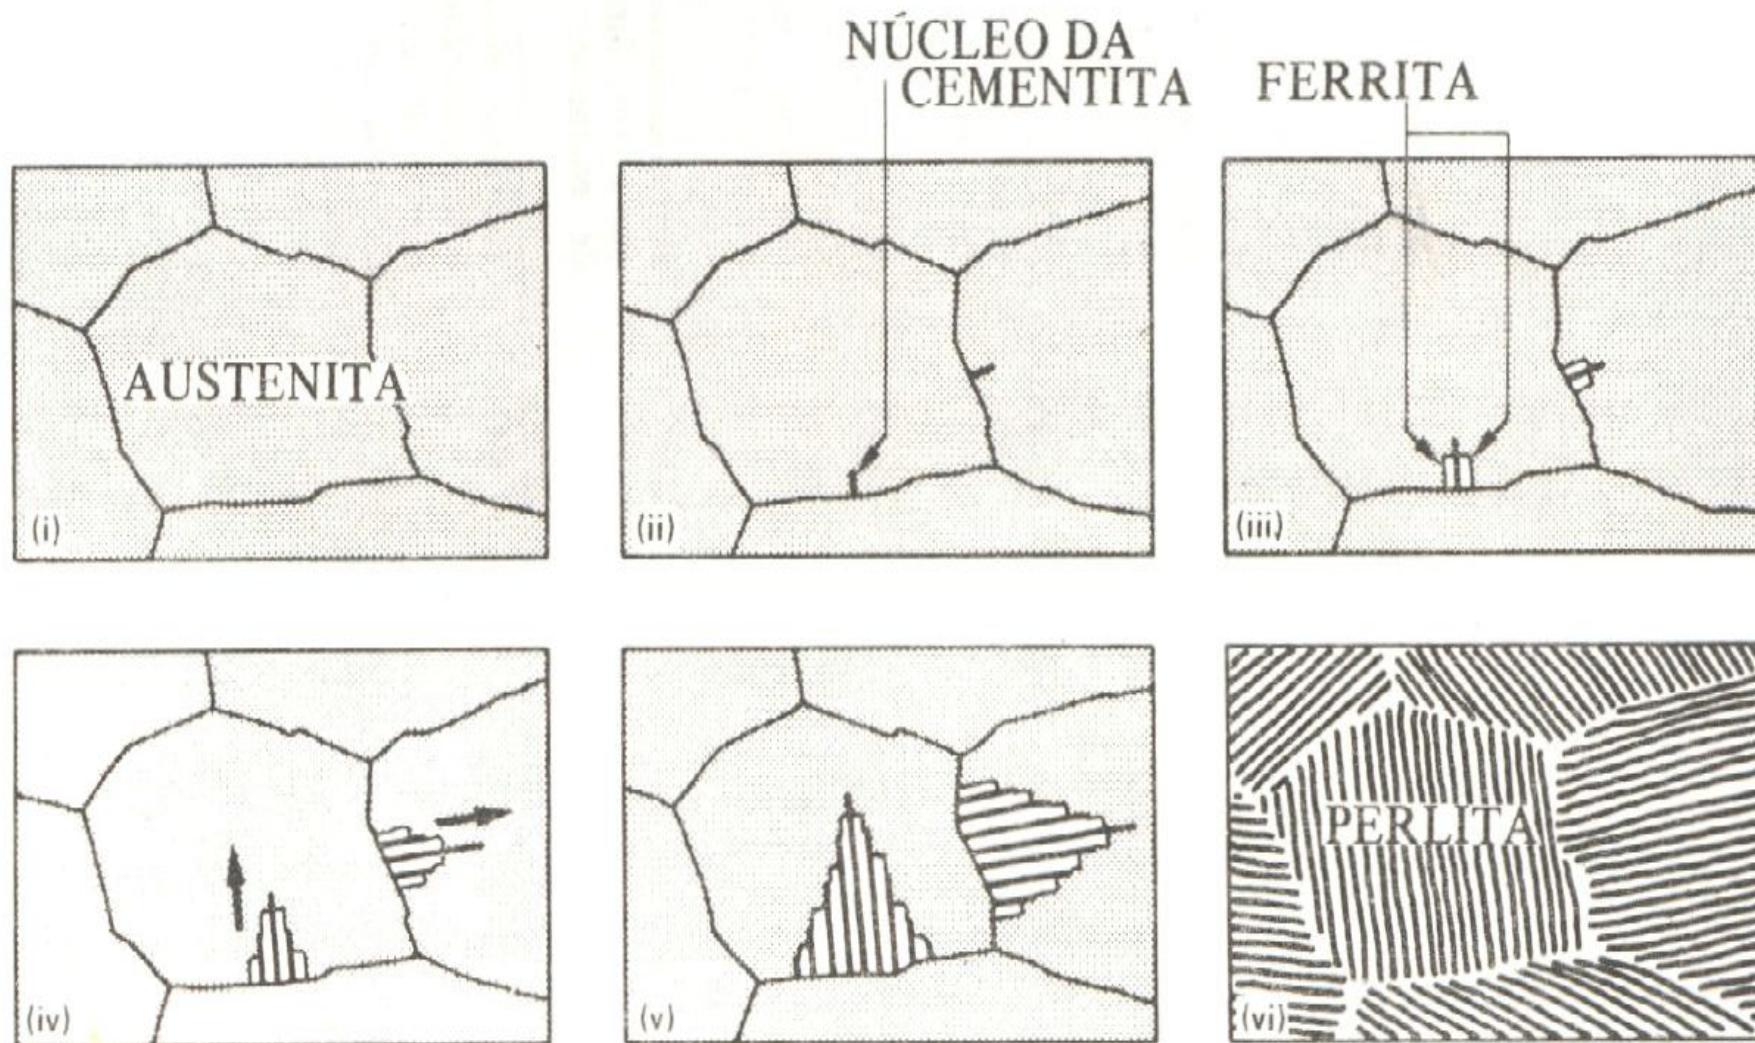 NÚCLEO DA
CEMENTITA
FERRITA
AUSTENITA
(i)
(ii)
(iii)
(iv)
(v)
PERLITA
(vi)